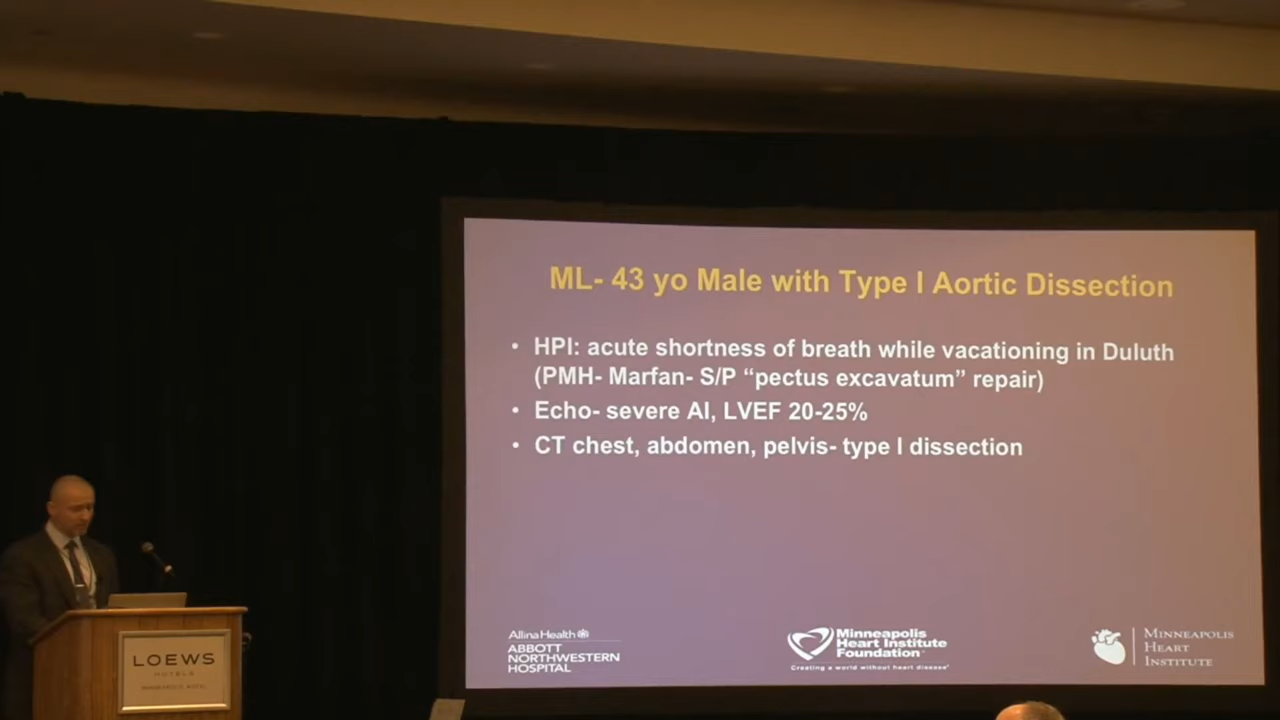 ML- 43 yo Male with Type I Aortic Dissection
• HPI: acute shortness of breath while vacationing in Duluth
(PMH- Marfan- S/P “pectus excavatum” repair)
• Echo- severe AI, LVEF 20-25%
• CT chest, abdomen, pelvis- type I dissection
Allina Health
ABBOTT
NORTHWESTERN
HOSPITAL
Minneapolis
Heart Institute
Foundation
Creating a world without heart disease
MINNEAPOLIS
HEART
INSTITUTE
LOEWS
HOTELS
MINNEAPOLIS HOTEL